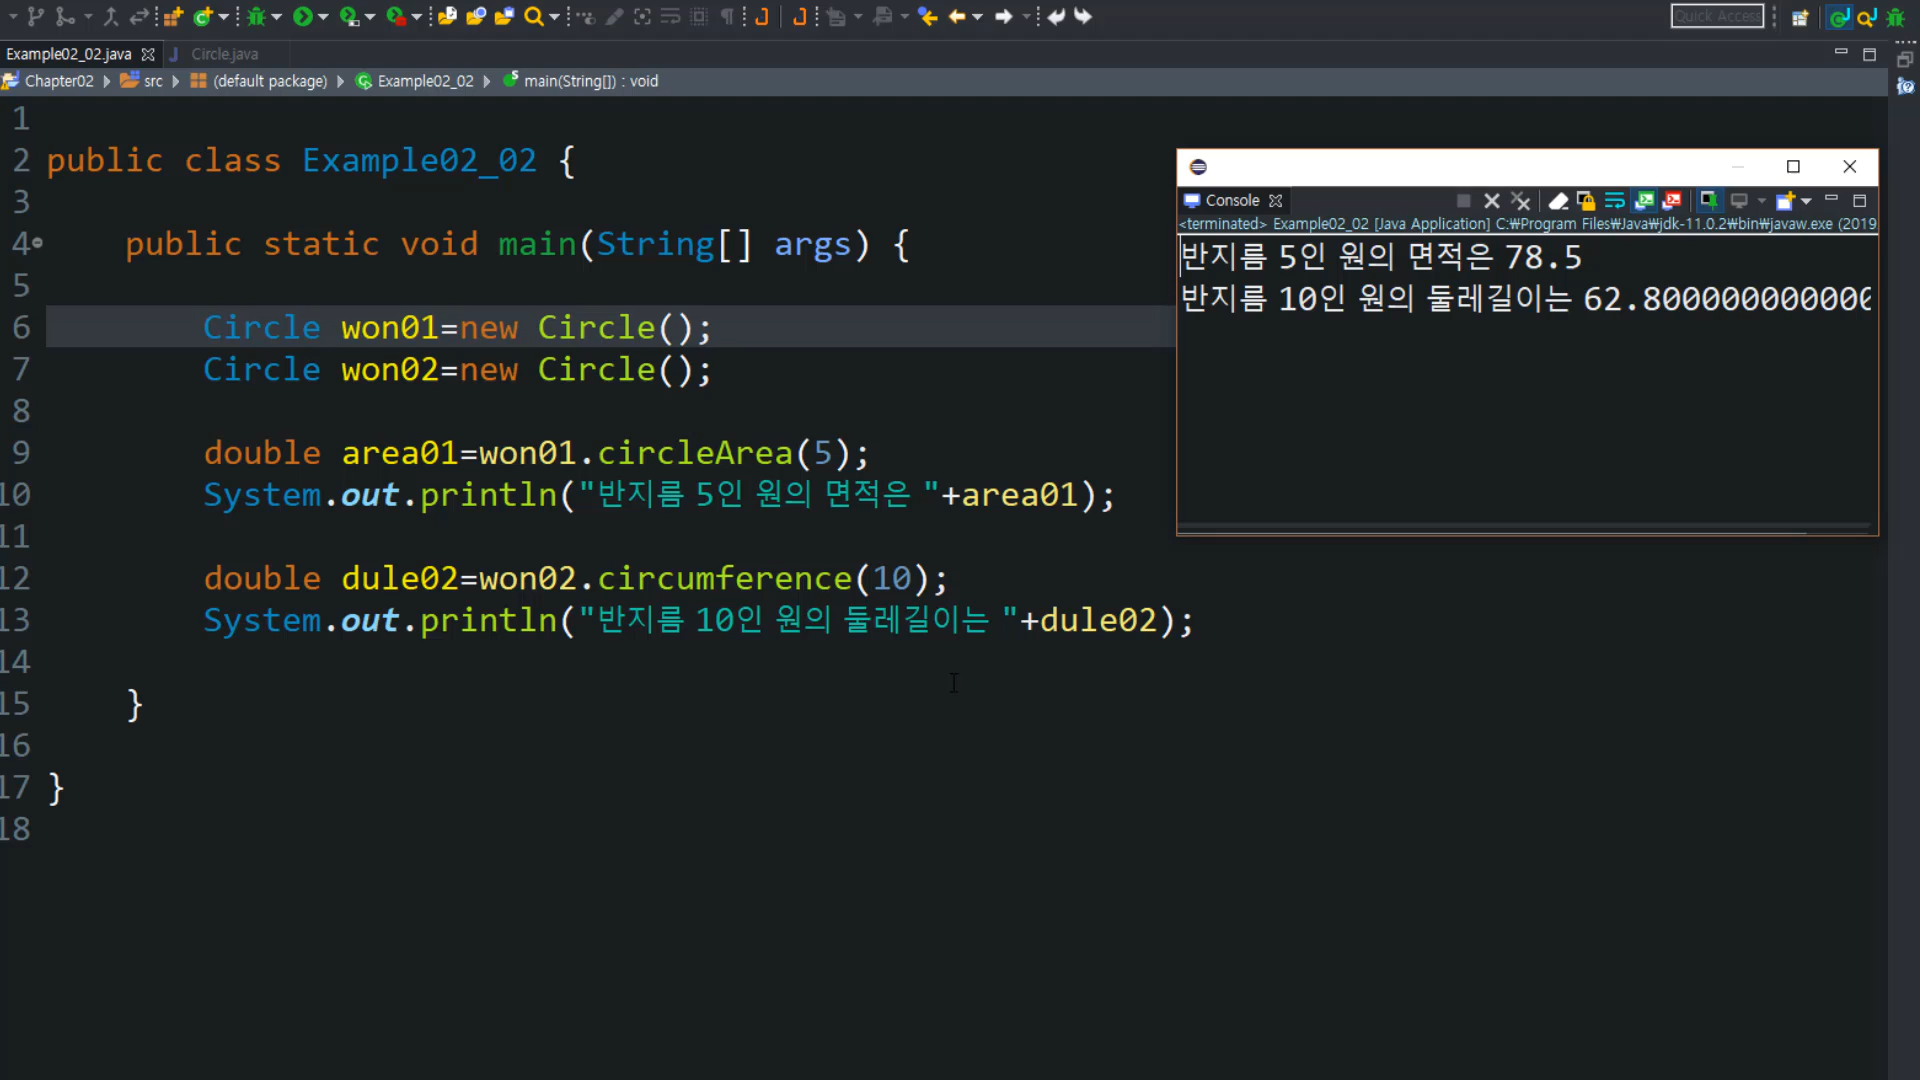 Quick Access
Example02_02.java
Circle.java
Chapter02 src (default package) Example02_02 main(String[]) : void
1
2 public class Example02_02 {
3
4 public static void main(String[] args) {
5
6 Circle won01=new Circle();
7 Circle won02=new Circle();
8
9 double area01=won01.circleArea(5);
10 System.out.println("반지름 5인 원의 면적은 "+area01);
11
12 double dule02=won02.circumference(10);
13 System.out.println("반지름 10인 원의 둘레길이는 "+dule02);
14
15 }
16
17 }
18
Console
<terminated> Example02_02 [Java Application] C:₩Program Files₩Java₩jdk-11.0.2₩bin₩javaw.exe (2019
반지름 5인 원의 면적은 78.5
반지름 10인 원의 둘레길이는 62.800000000000